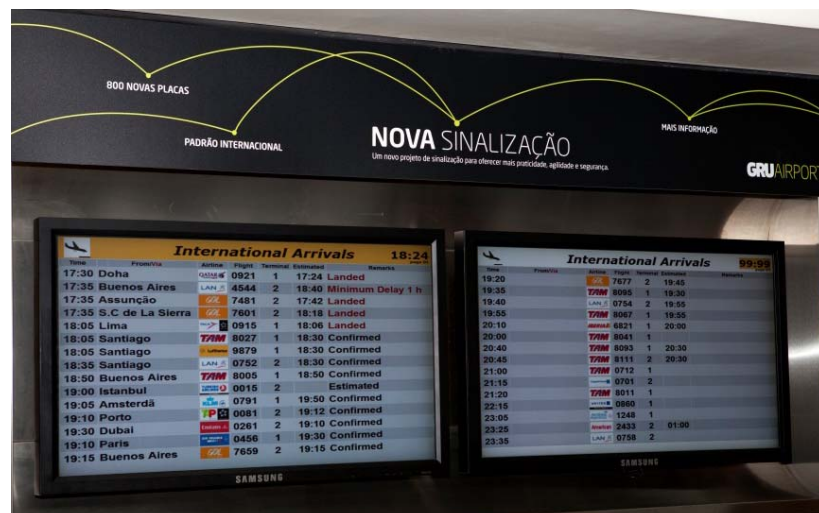 800 NOVAS PLACAS
PADRÃO INTERNACIONAL
NOVA SINALIZAÇÃO
Um novo projeto de sinalização para oferecer mais praticidade, agilidade e segurança.
MAIS INFORMAÇÃO
GRUAIRPORT
International Arrivals 18:24
Time From/Via Airline Flight Terminal Estimated Remarks
17:30 Doha QATAR 0921 1 17:24 Landed
17:35 Buenos Aires LAN 4544 2 18:40 Minimum Delay 1 h
17:35 Assunção GOL 7481 2 17:42 Landed
17:35 S.C de La Sierra GOL 7601 2 18:18 Landed
18:05 Lima 0915 1 18:06 Landed
18:05 Santiago TAM 8027 1 18:30 Confirmed
18:05 Santiago Lufthansa 9879 1 18:30 Confirmed
18:35 Santiago LAN 0752 2 18:30 Confirmed
18:50 Buenos Aires TAM 8005 1 18:50 Confirmed
19:00 Istanbul 0015 2 Estimated
19:05 Amsterdã KLM 0791 1 19:50 Confirmed
19:10 Porto TP 0081 2 19:12 Confirmed
19:30 Dubai Emirates 0261 2 19:10 Confirmed
19:10 Paris 0456 1 19:30 Confirmed
19:15 Buenos Aires GOL 7659 2 19:15 Confirmed
SAMSUNG
International Arrivals 99:99
Time From/Via Airline Flight Terminal Estimated Remarks
19:20 GOL 7677 2 19:45
19:35 TAM 8095 1 19:30
19:40 LAN 0754 2 19:55
19:55 TAM 8067 1 19:55
20:10 6821 1 20:00
20:00 TAM 8041 1
20:40 TAM 8093 1 20:30
20:45 TAM 8111 2 20:30
21:00 TAM 0712 1
21:15 0701 2
21:20 TAM 8011 1
22:15 0860 1
23:05 1248 1
23:25 American 2433 2 01:00
23:35 LAN 0758 2
SAMSUNG